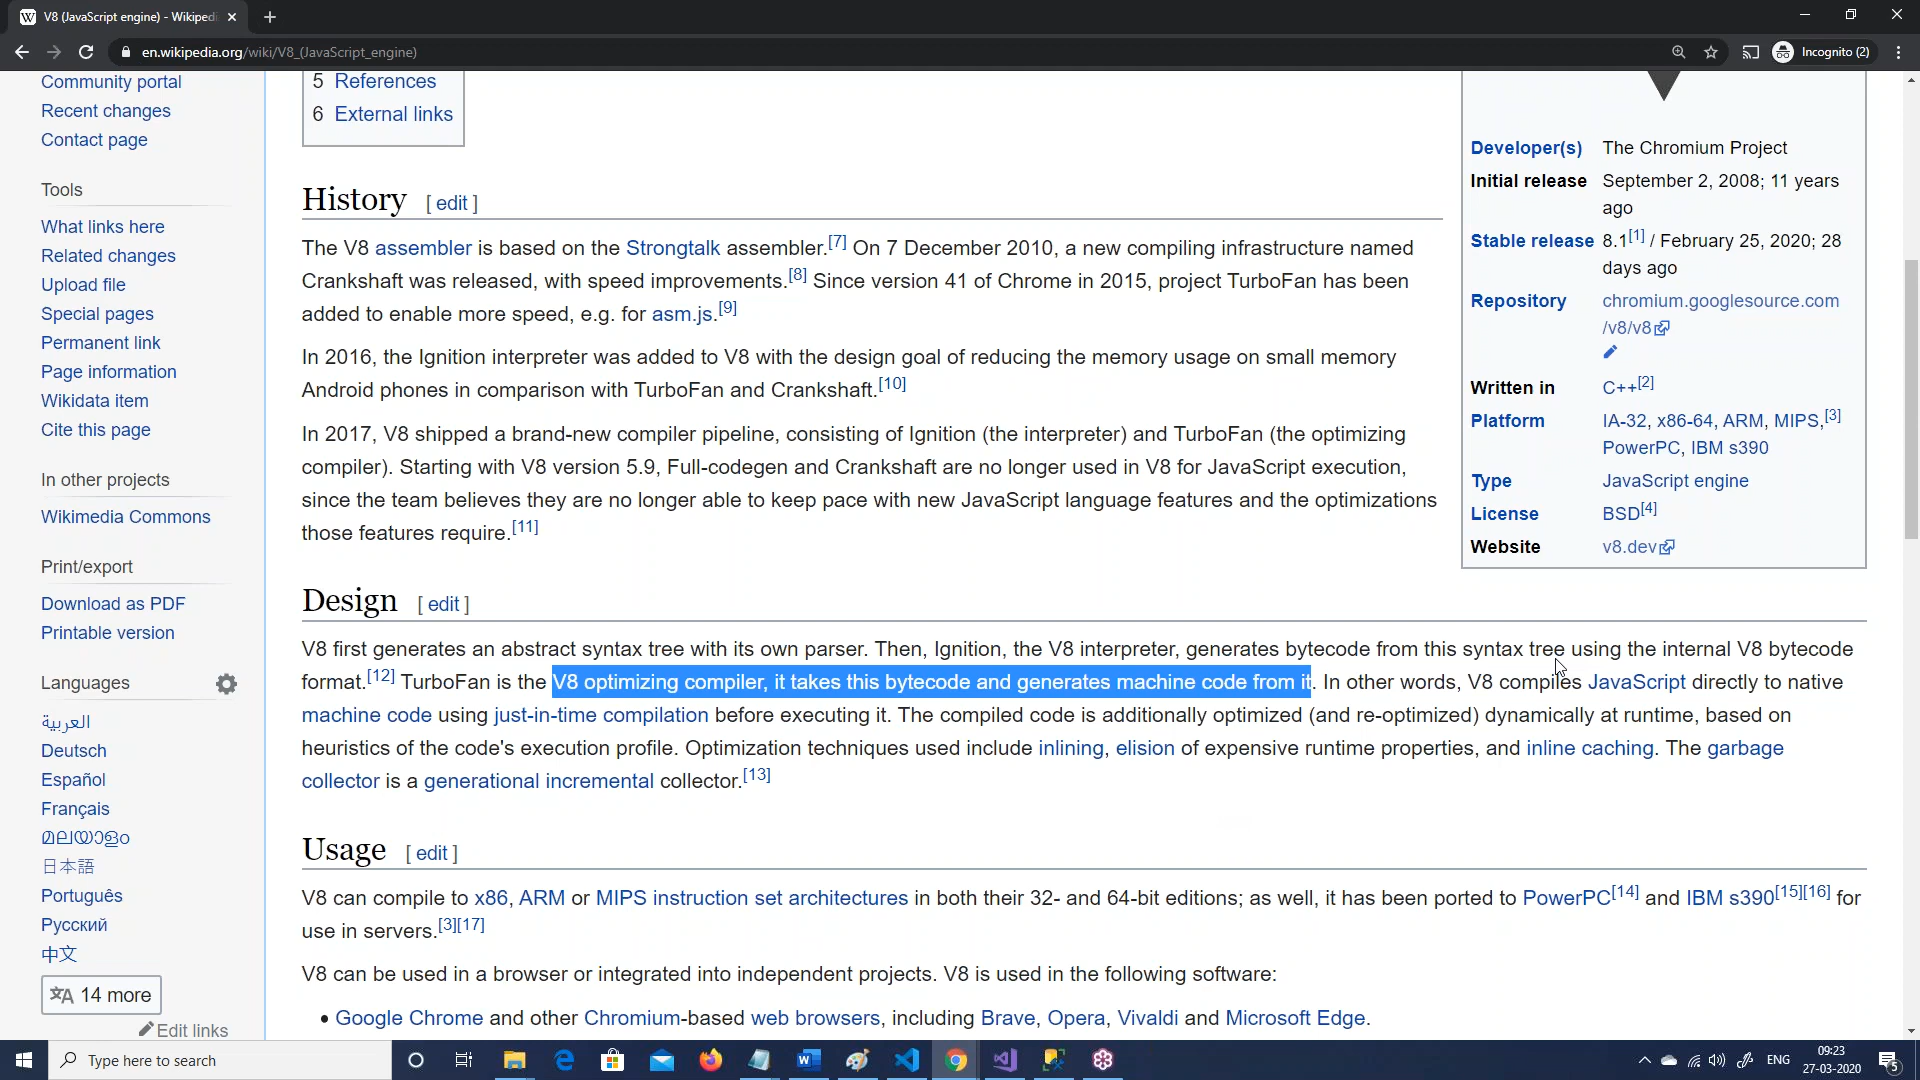 V8 (JavaScript engine) - Wikiped
en.wikipedia.org/wiki/V8_(JavaScript_engine)
Incognito (2)
Community portal
Recent changes
Contact page
Tools
What links here
Related changes
Upload file
Special pages
Permanent link
Page information
Wikidata item
Cite this page
In other projects
Wikimedia Commons
Print/export
Download as PDF
Printable version
Languages
العربية
Deutsch
Español
Français
മലയാളം
日本語
Português
Русский
中文
14 more
Edit links
5 References
6 External links
History [ edit ]
The V8 assembler is based on the Strongtalk assembler.[7] On 7 December 2010, a new compiling infrastructure named
Crankshaft was released, with speed improvements.[8] Since version 41 of Chrome in 2015, project TurboFan has been
added to enable more speed, e.g. for asm.js.[9]
In 2016, the Ignition interpreter was added to V8 with the design goal of reducing the memory usage on small memory
Android phones in comparison with TurboFan and Crankshaft.[10]
In 2017, V8 shipped a brand-new compiler pipeline, consisting of Ignition (the interpreter) and TurboFan (the optimizing
compiler). Starting with V8 version 5.9, Full-codegen and Crankshaft are no longer used in V8 for JavaScript execution,
since the team believes they are no longer able to keep pace with new JavaScript language features and the optimizations
those features require.[11]
Developer(s) The Chromium Project
Initial release September 2, 2008; 11 years
ago
Stable release 8.1[1] / February 25, 2020; 28
days ago
Repository chromium.googlesource.com
/v8/v8
Written in C++[2]
Platform IA-32, x86-64, ARM, MIPS,[3]
PowerPC, IBM s390
Type JavaScript engine
License BSD[4]
Website v8.dev
Design [ edit ]
V8 first generates an abstract syntax tree with its own parser. Then, Ignition, the V8 interpreter, generates bytecode from this syntax tree using the internal V8 bytecode
format.[12] TurboFan is the V8 optimizing compiler, it takes this bytecode and generates machine code from it. In other words, V8 compiles JavaScript directly to native
machine code using just-in-time compilation before executing it. The compiled code is additionally optimized (and re-optimized) dynamically at runtime, based on
heuristics of the code's execution profile. Optimization techniques used include inlining, elision of expensive runtime properties, and inline caching. The garbage
collector is a generational incremental collector.[13]
Usage [ edit ]
V8 can compile to x86, ARM or MIPS instruction set architectures in both their 32- and 64-bit editions; as well, it has been ported to PowerPC[14] and IBM s390[15][16] for
use in servers.[3][17]
V8 can be used in a browser or integrated into independent projects. V8 is used in the following software:
• Google Chrome and other Chromium-based web browsers, including Brave, Opera, Vivaldi and Microsoft Edge.
Type here to search
ENG
09:23
27-03-2020
5